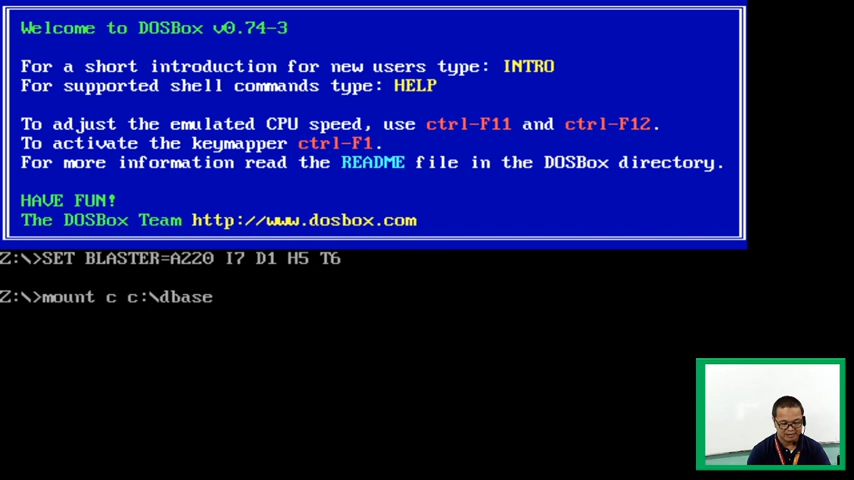 Welcome to DOSBox v0.74-3
For a short introduction for new users type: INTRO
For supported shell commands type: HELP
To adjust the emulated CPU speed, use ctrl-F11 and ctrl-F12.
To activate the keymapper ctrl-F1.
For more information read the README file in the DOSBox directory.
HAVE FUN!
The DOSBox Team http://www.dosbox.com
Z:\>SET BLASTER=A220 I7 D1 H5 T6
Z:\>mount c c:\dbase